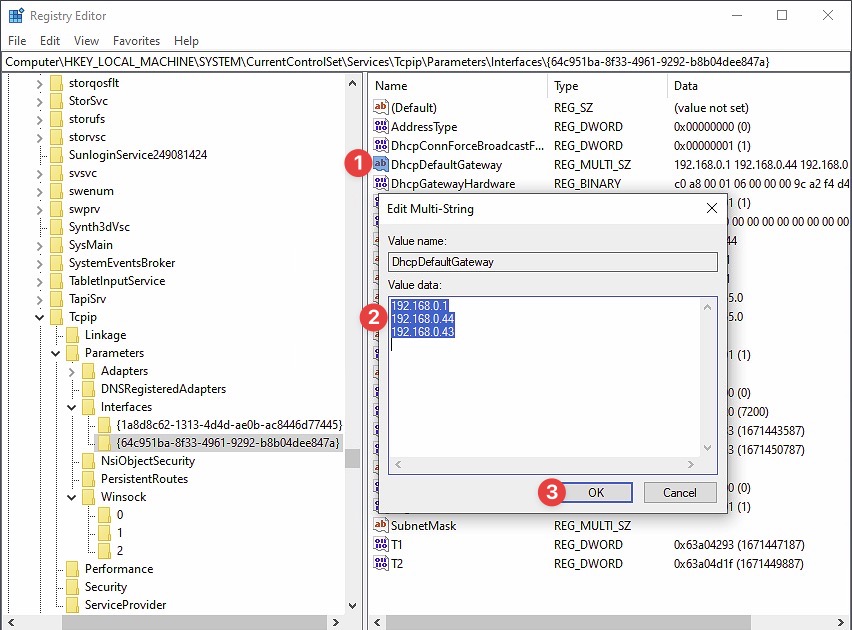 Registry Editor
File Edit View Favorites Help
Computer\HKEY_LOCAL_MACHINE\SYSTEM\CurrentControlSet\Services\Tcpip\Parameters\Interfaces\{64c951ba-8f33-4961-9292-b8b04dee847a}
storqosflt
StorSvc
storufs
storvsc
SunloginService249081424
svsvc
swenum
swprv
Synth3dVsc
SysMain
SystemEventsBroker
TabletInputService
TapiSrv
Tcpip
Linkage
Parameters
Adapters
DNSRegisteredAdapters
Interfaces
{1a8d8c62-1313-4d4d-ae0b-ac8446d77445}
{64c951ba-8f33-4961-9292-b8b04dee847a}
NsiObjectSecurity
PersistentRoutes
Winsock
0
1
2
Performance
Security
ServiceProvider
Name Type Data
(Default) REG_SZ (value not set)
AddressType REG_DWORD 0x00000000 (0)
DhcpConnForceBroadcastF... REG_DWORD 0x00000001 (1)
1 DhcpDefaultGateway REG_MULTI_SZ 192.168.0.1 192.168.0.44 192.168.0
DhcpGatewayHardware REG_BINARY c0 a8 00 01 06 00 00 00 9c a2 f4 d4
1 (1)
00 00 00 00 00 00 00 00
44
1
5.0
5.0
1 (1)
00 (0)
0 (7200)
3 (1671443587)
(1671450787)
00 (0)
1 (1)
Edit Multi-String
Value name:
DhcpDefaultGateway
Value data:
192.168.0.1
2 192.168.0.44
192.168.0.43
3 OK Cancel
SubnetMask REG_MULTI_SZ
T1 REG_DWORD 0x63a04293 (1671447187)
T2 REG_DWORD 0x63a04d1f (1671449887)